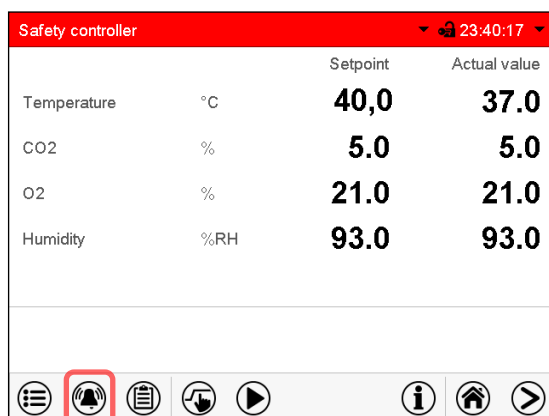 Safety controller 23:40:17
Setpoint Actual value
Temperature °C 40,0 37.0
CO2 % 5.0 5.0
O2 % 21.0 21.0
Humidity %RH 93.0 93.0